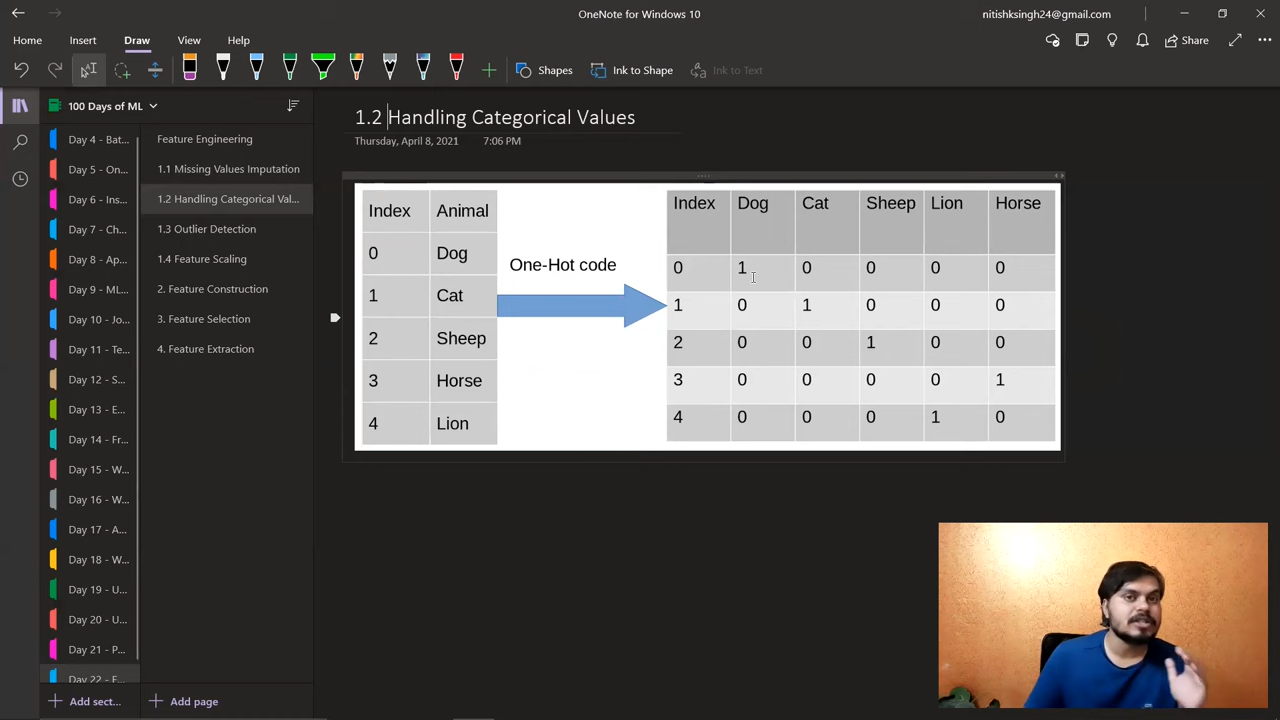 OneNote for Windows 10
nitishksingh24@gmail.com
Home Insert Draw View Help
Share
Shapes
Ink to Shape
Ink to Text
100 Days of ML
Day 4 - Bat...
Day 5 - On...
Day 6 - Ins...
Day 7 - Ch...
Day 8 - Ap...
Day 9 - ML...
Day 10 - Jo...
Day 11 - Te...
Day 12 - S...
Day 13 - E...
Day 14 - Fr...
Day 15 - W...
Day 16 - W...
Day 17 - A...
Day 18 - W...
Day 19 - U...
Day 20 - U...
Day 21 - P...
Day 22 - F...
Add sect...
Feature Engineering
1.1 Missing Values Imputation
1.2 Handling Categorical Val...
1.3 Outlier Detection
1.4 Feature Scaling
2. Feature Construction
3. Feature Selection
4. Feature Extraction
Add page
1.2 Handling Categorical Values
Thursday, April 8, 2021 7:06 PM
Index Animal
0 Dog
1 Cat
2 Sheep
3 Horse
4 Lion
One-Hot code
Index Dog Cat Sheep Lion Horse
0 1 0 0 0 0
1 0 1 0 0 0
2 0 0 1 0 0
3 0 0 0 0 1
4 0 0 0 1 0